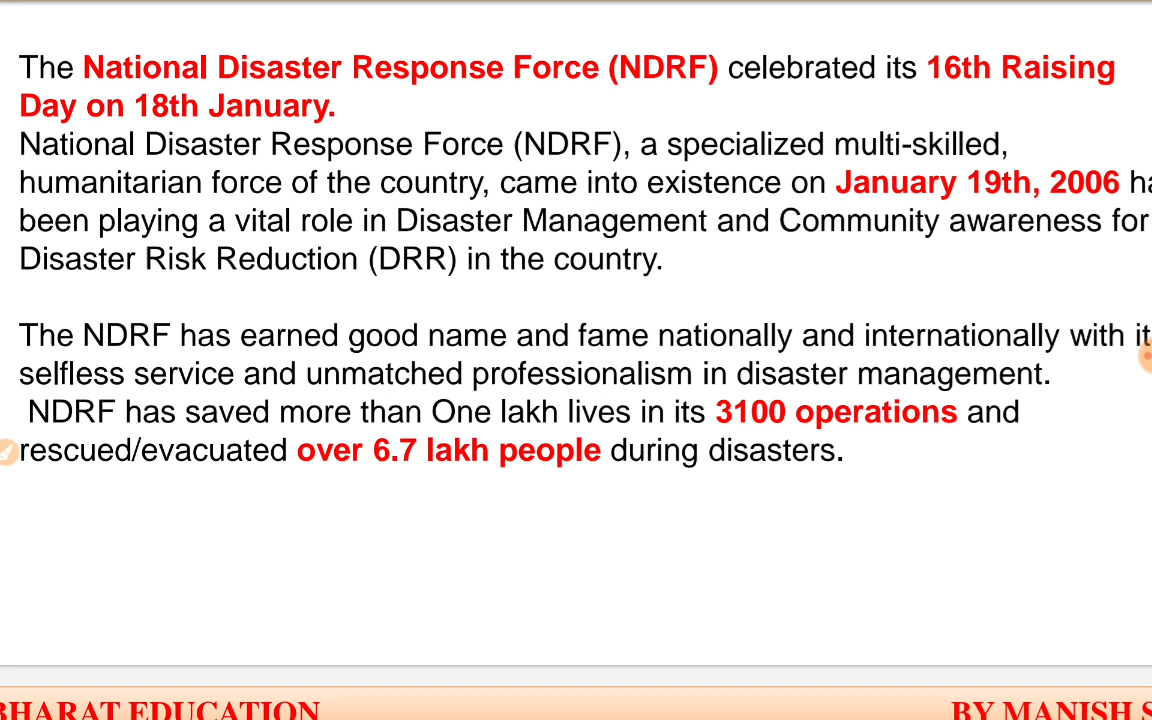 The National Disaster Response Force (NDRF) celebrated its 16th Raising
Day on 18th January.
National Disaster Response Force (NDRF), a specialized multi-skilled,
humanitarian force of the country, came into existence on January 19th, 2006
been playing a vital role in Disaster Management and Community awareness for
Disaster Risk Reduction (DRR) in the country.
The NDRF has earned good name and fame nationally and internationally with
selfless service and unmatched professionalism in disaster management.
NDRF has saved more than One lakh lives in its 3100 operations and
rescued/evacuated over 6.7 lakh people during disasters.
BHARAT EDUCATION
BY MANISH